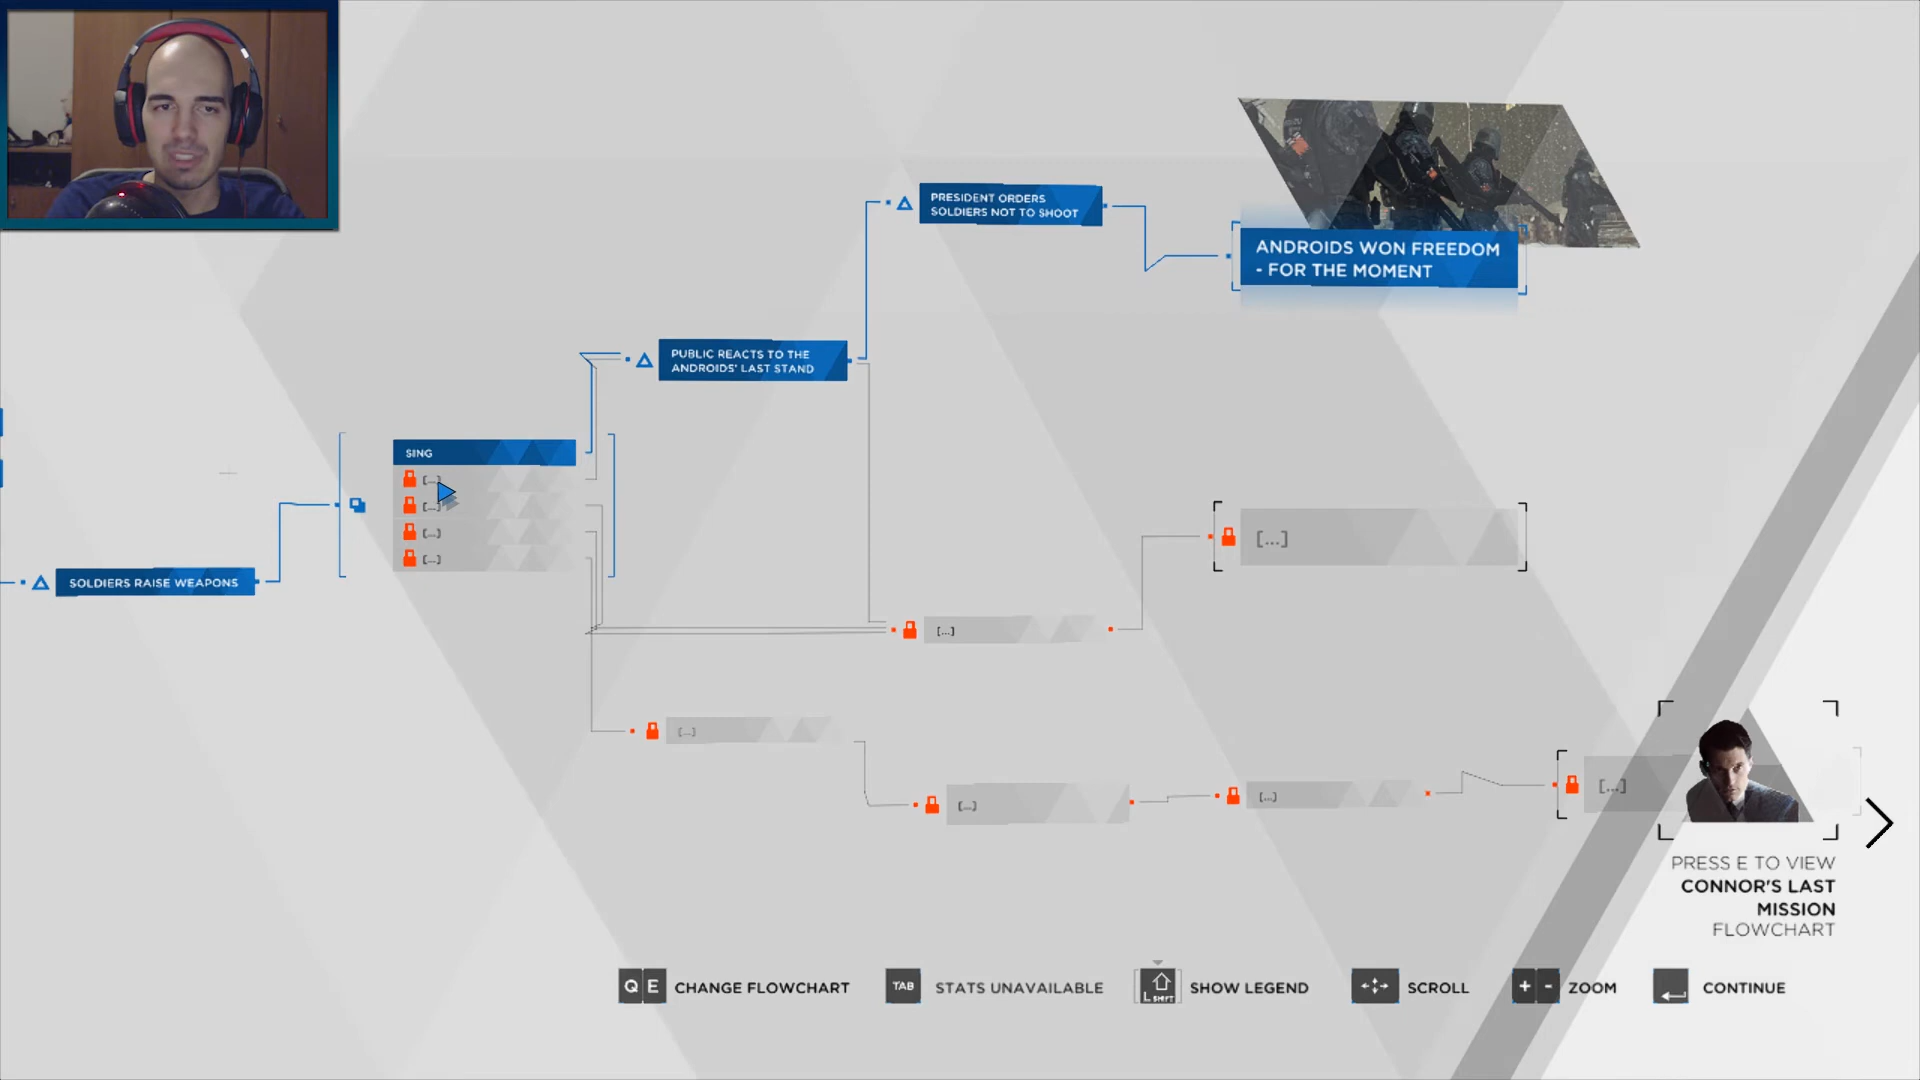 PRESIDENT ORDERS
SOLDIERS NOT TO SHOOT
ANDROIDS WON FREEDOM
- FOR THE MOMENT
PUBLIC REACTS TO THE
ANDROIDS' LAST STAND
SING
[...]
[...]
[...]
[...]
SOLDIERS RAISE WEAPONS
[...]
[...]
[...]
[...]
[...]
[...]
PRESS E TO VIEW
CONNOR'S LAST
MISSION
FLOWCHART
Q E CHANGE FLOWCHART
TAB STATS UNAVAILABLE
L SHIFT SHOW LEGEND
SCROLL
+ - ZOOM
CONTINUE